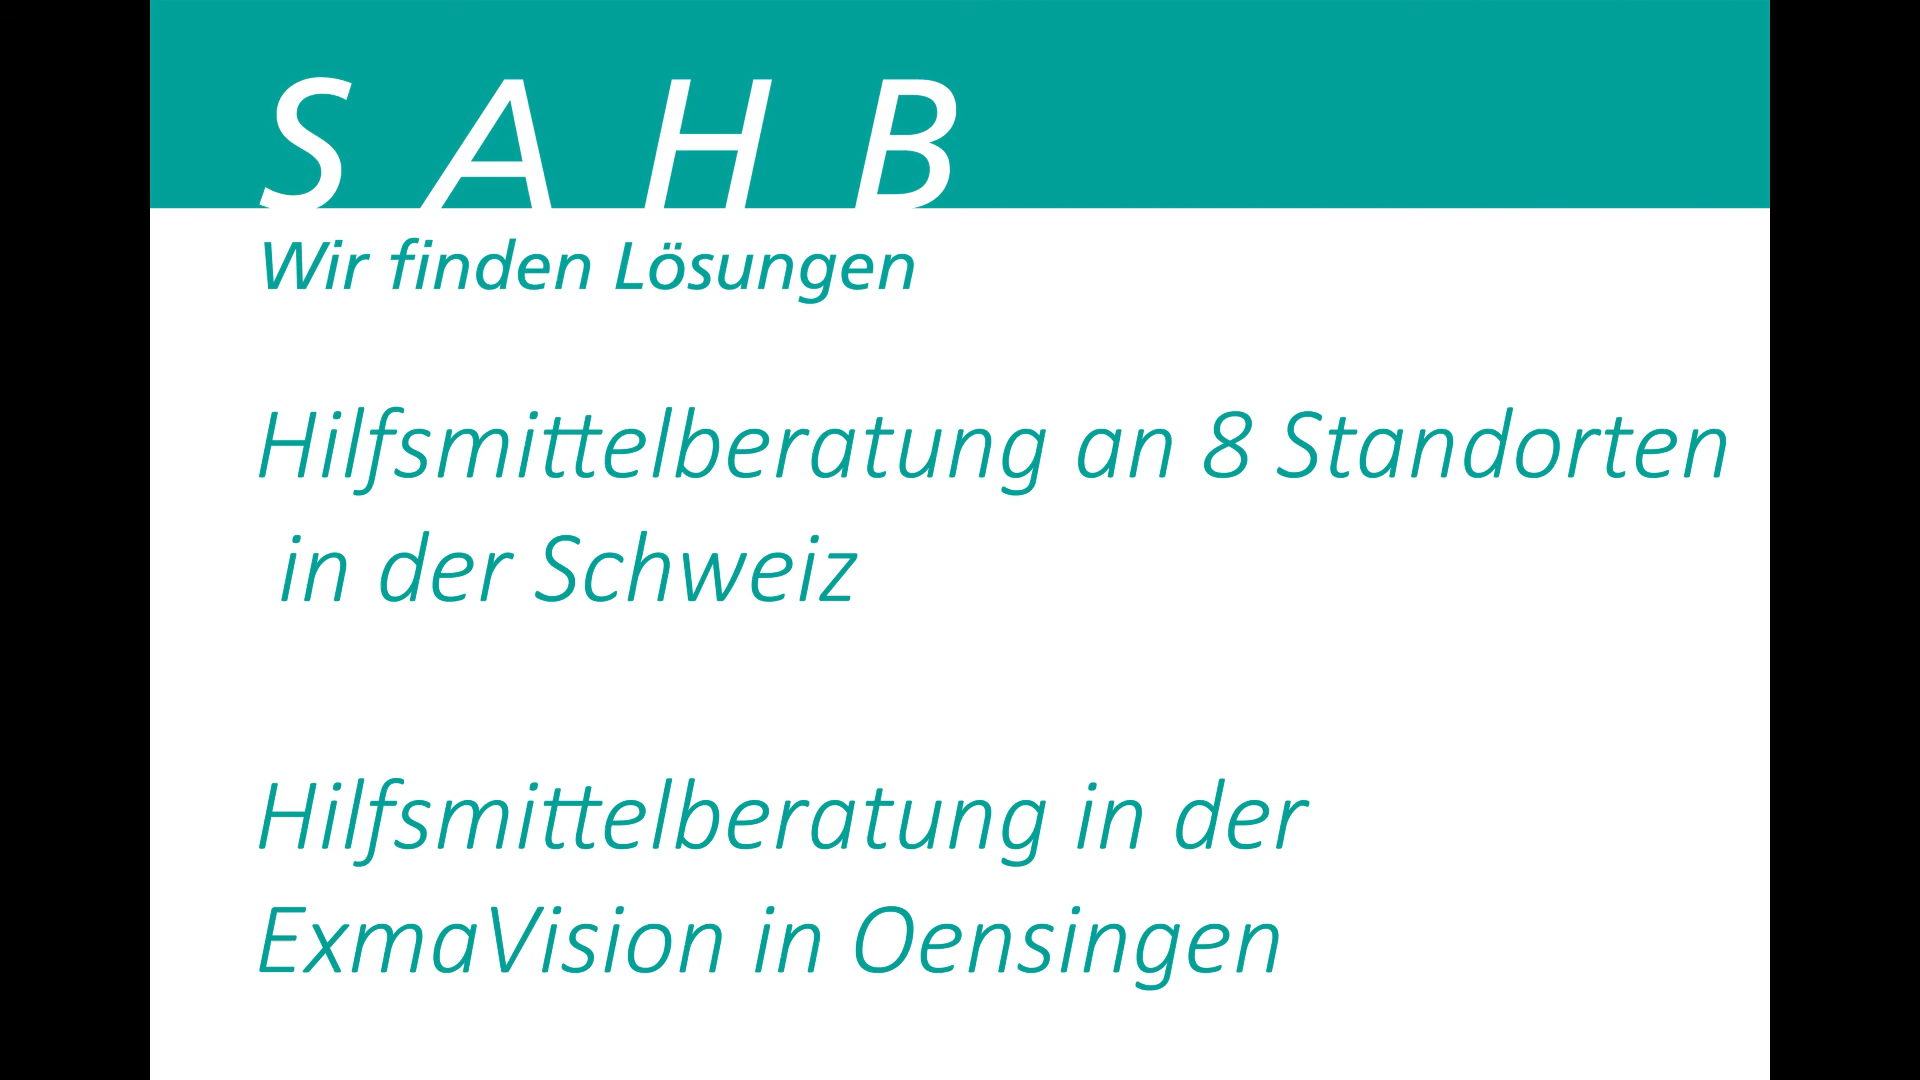 S A H B
Wir finden Lösungen
Hilfsmittelberatung an 8 Standorten
in der Schweiz
Hilfsmittelberatung in der
ExmaVision in Oensingen